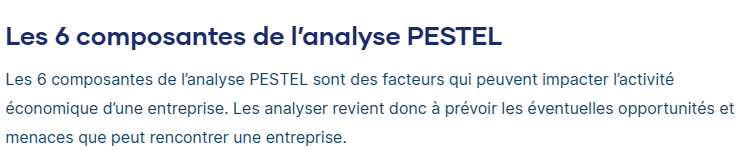 Les 6 composantes de l’analyse PESTEL
Les 6 composantes de l’analyse PESTEL sont des facteurs qui peuvent impacter l’activité
économique d’une entreprise. Les analyser revient donc à prévoir les éventuelles opportunités et
menaces que peut rencontrer une entreprise.